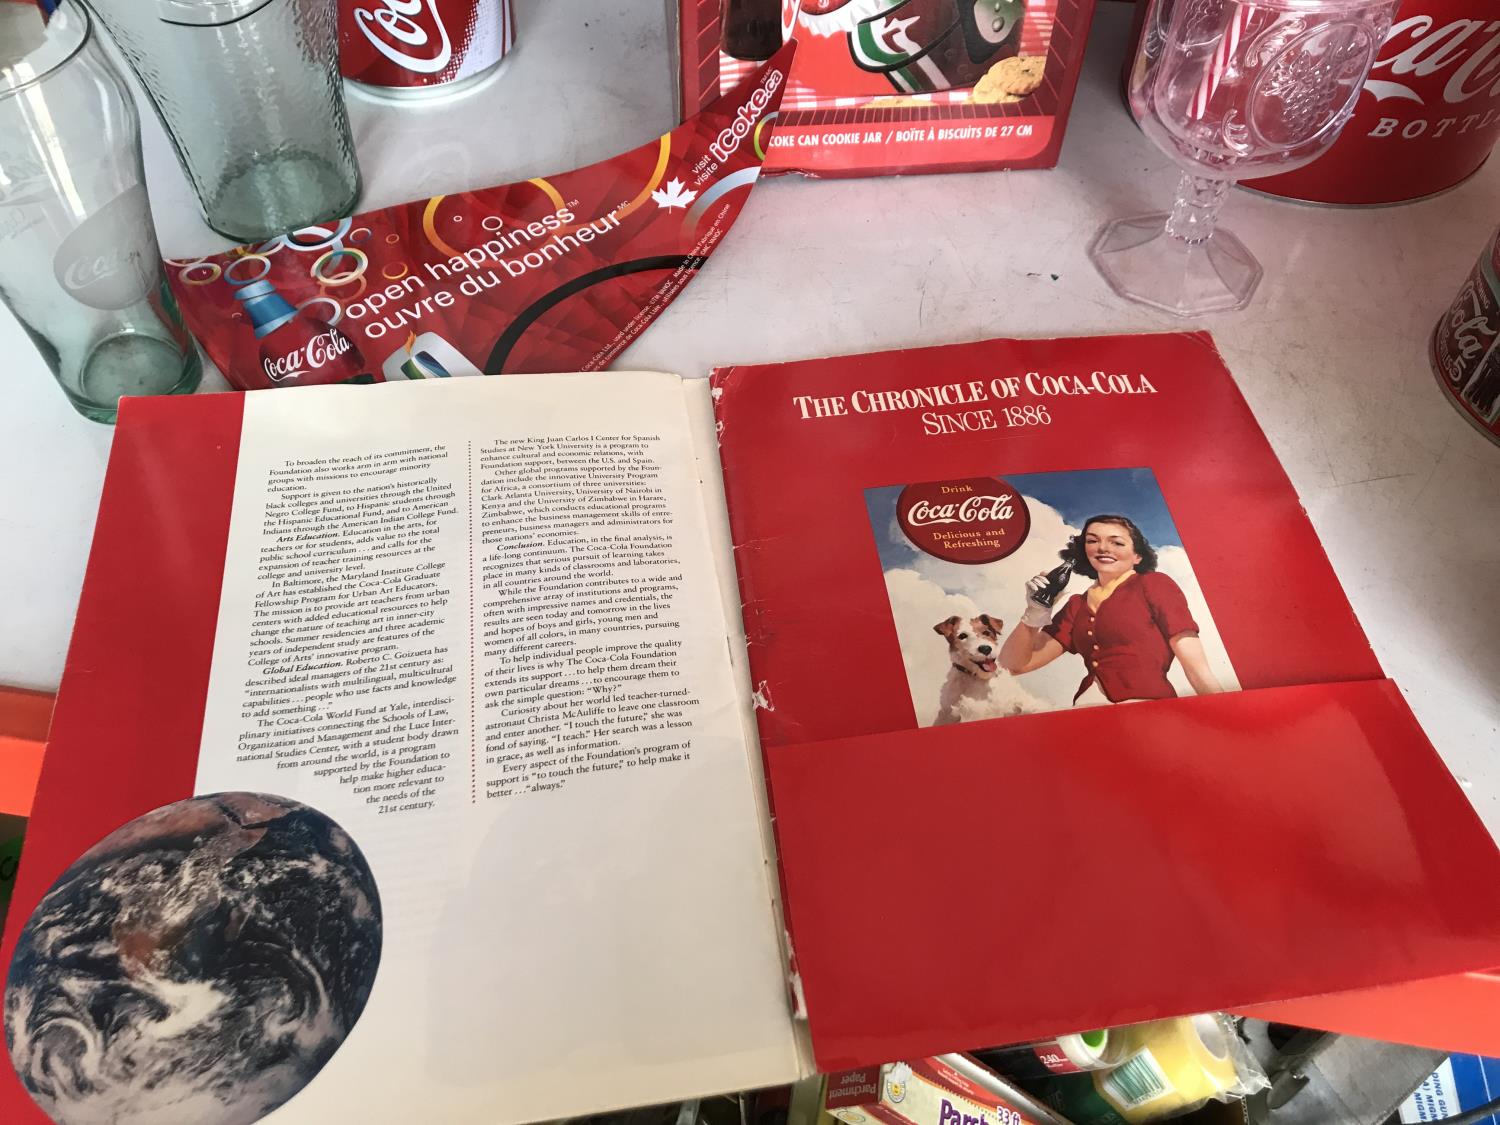 Coca-Cola
COKE CAN COOKIE JAR / BOÎTE À BISCUITS DE 27 CM
BOTTL
visit
visite
iCoke.ca
open happiness™
ouvre du bonheur MC
Coca-Cola
To broaden the reach of its commitment, the
Foundation also works arm in arm with national
groups with missions to encourage minority
education.
Support is given to the nation's historically
black colleges and universities through the United
Negro College Fund, to Hispanic students through
the Hispanic Educational Fund, and to American
Indians through the American Indian College Fund.
Arts Education. Education in the arts, for
teachers or for students, adds value to the total
public school curriculum . . . and calls for the
expansion of teacher training resources at the
college and university level.
In Baltimore, the Maryland Institute College
of Art has established the Coca-Cola Graduate
Fellowship Program for Urban Art Educators.
The mission is to provide art teachers from urban
centers with added educational resources to help
change the nature of teaching art in inner-city
schools. Summer residencies and three academic
years of independent study are features of the
College of Arts' innovative program.
Global Education. Roberto C. Goizueta has
described ideal managers of the 21st century as:
"internationalists with multilingual, multicultural
capabilities . . . people who use facts and knowledge
to add something . . ."
The Coca-Cola World Fund at Yale, interdisci-
plinary initiatives connecting the Schools of Law,
Organization and Management and the Luce Inter-
national Studies Center, with a student body drawn
from around the world, is a program
supported by the Foundation to
help make higher educa-
tion more relevant to
the needs of the
21st century.
The new King Juan Carlos I Center for Spanish
Studies at New York University is a program to
enhance cultural and economic relations, with
Foundation support, between the U.S. and Spain.
Other global programs supported by the Foun-
dation include the innovative University Program
for Africa, a consortium of three universities:
Clark Atlanta University, University of Nairobi in
Kenya and the University of Zimbabwe in Harare,
Zimbabwe, which conducts educational programs
to enhance the business management skills of entre-
preneurs, business managers and administrators for
those nations' economies.
Conclusion. Education, in the final analysis, is
a life-long continuum. The Coca-Cola Foundation
recognizes that serious pursuit of learning takes
place in many kinds of classrooms and laboratories,
in all countries around the world.
While the Foundation contributes to a wide and
comprehensive array of institutions and programs,
often with impressive names and credentials, the
results are seen today and tomorrow in the lives
and hopes of boys and girls, young men and
women of all colors, in many countries, pursuing
many different careers.
To help individual people improve the quality
of their lives is why The Coca-Cola Foundation
extends its support . . . to help them dream their
own particular dreams . . . to encourage them to
ask the simple question: "Why?"
Curiosity about her world led teacher-turned-
astronaut Christa McAuliffe to leave one classroom
and enter another. "I touch the future," she was
fond of saying. "I teach." Her search was a lesson
in grace, as well as information.
Every aspect of the Foundation's program of
support is "to touch the future," to help make it
better . . . "always."
THE CHRONICLE OF COCA-COLA
SINCE 1886
Drink
Coca-Cola
Delicious and
Refreshing
Parchment
Paper
33 ft